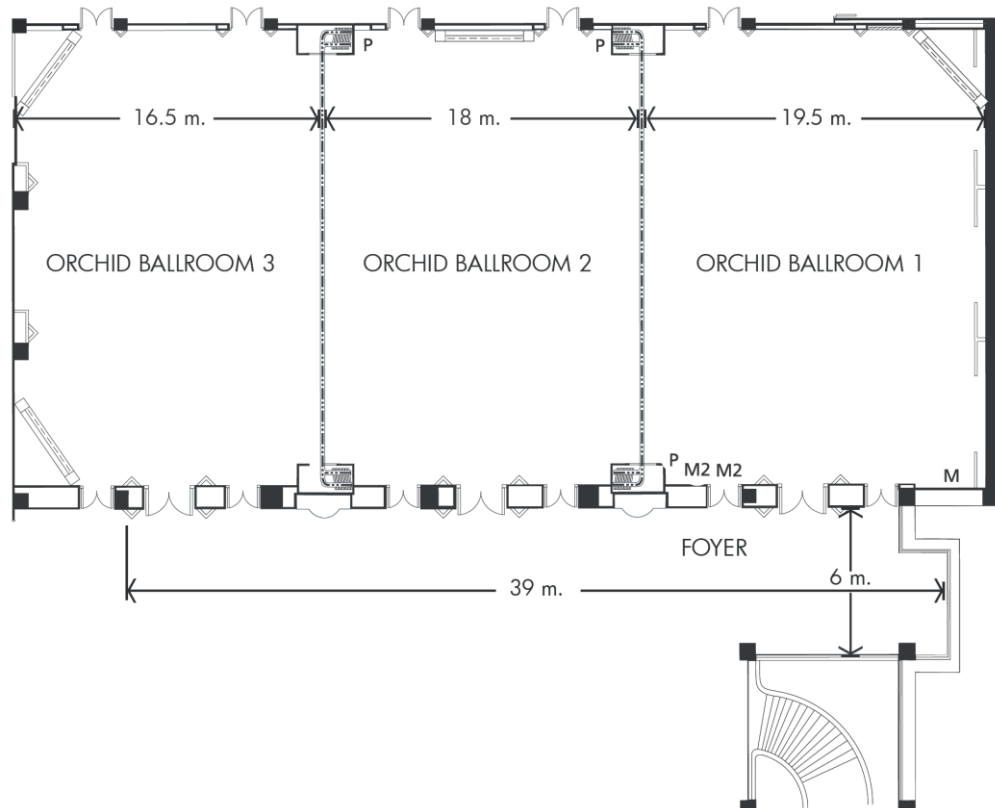 P
P
16.5 m.
18 m.
19.5 m.
ORCHID BALLROOM 3
ORCHID BALLROOM 2
ORCHID BALLROOM 1
P
M2 M2
M
FOYER
39 m.
6 m.